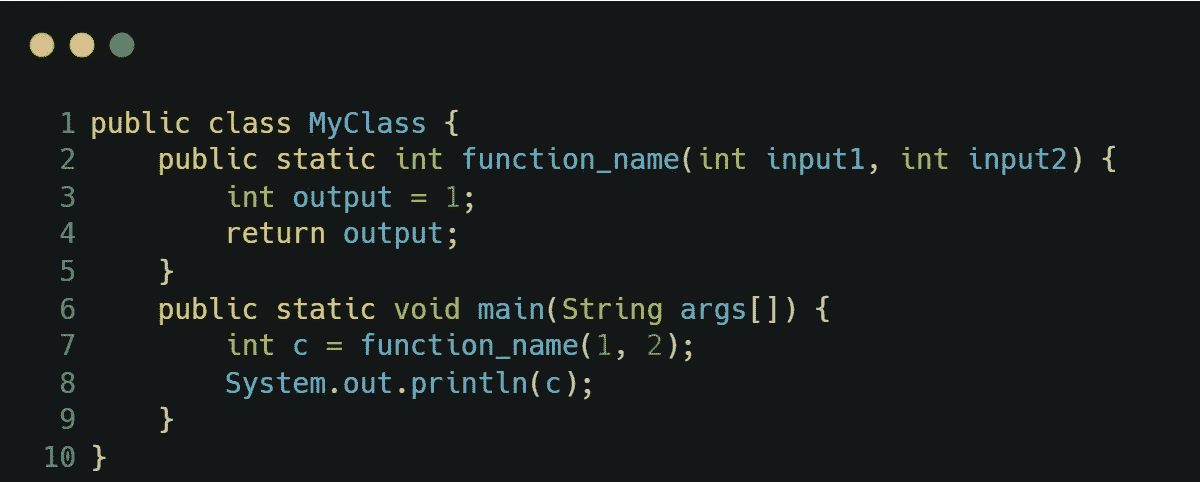 1 public class MyClass {
2     public static int function_name(int input1, int input2) {
3         int output = 1;
4         return output;
5     }
6     public static void main(String args[]) {
7         int c = function_name(1, 2);
8         System.out.println(c);
9     }
10 }